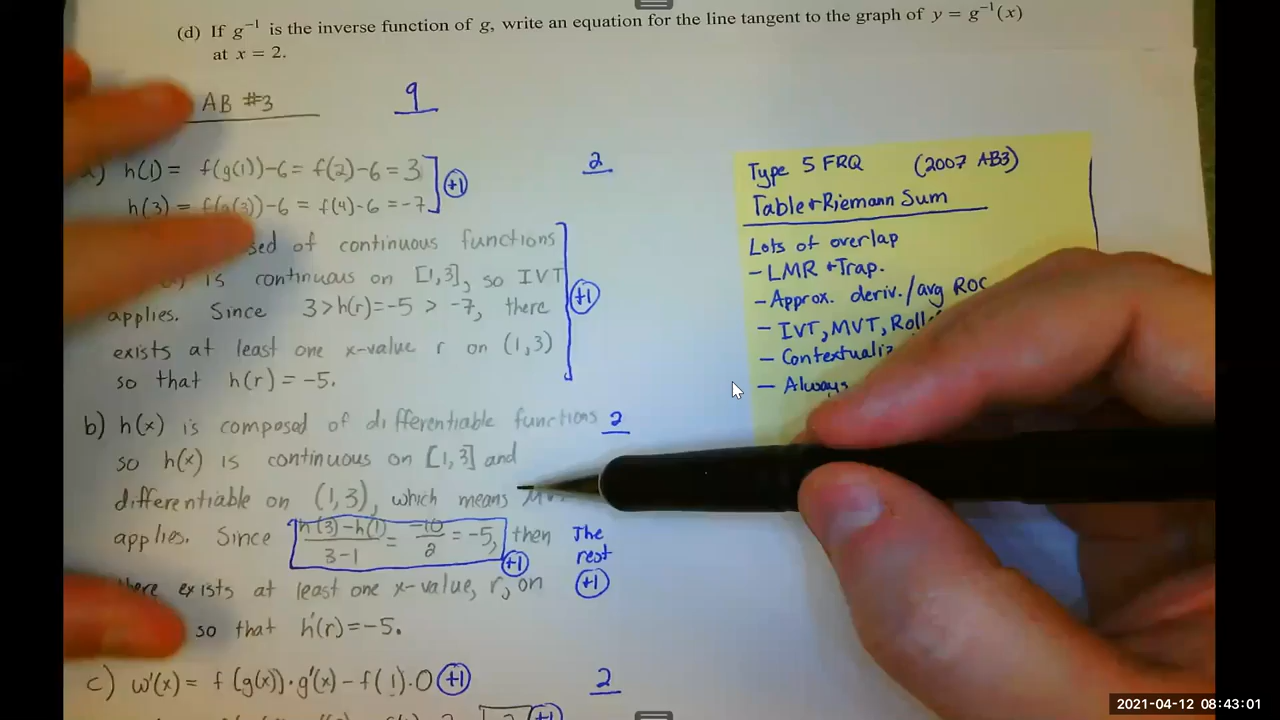 (d) If g⁻¹ is the inverse function of g, write an equation for the line tangent to the graph of y = g⁻¹(x)
at x = 2.
AB #3
9
) h(1) = f(g(1))-6 = f(2)-6 = 3
+1
2
h(3) = f(g(3))-6 = f(4)-6 = -7
of continuous functions
is continuous on [1,3], so IVT
+1
applies. Since 3 > h(r) = -5 > -7, there
exists at least one x-value r on (1,3)
so that h(r) = -5.
b) h(x) is composed of differentiable functions
2
so h(x) is continuous on [1,3] and
differentiable on (1,3), which means
applies. Since h(3)-h(1)/3-1 = -10/2 = -5, then
+1
The
rest
+1
exists at least one x-value, r, on
so that h'(r) = -5.
c) w'(x) = f(g(x))·g'(x) - f(1)·0
+1
2
+1
Type 5 FRQ (2007 AB3)
Table + Riemann Sum
Lots of overlap
- LMR + Trap.
- Approx. deriv./avg ROC
- IVT, MVT,
-
- Always
2021-04-12 08:43:01